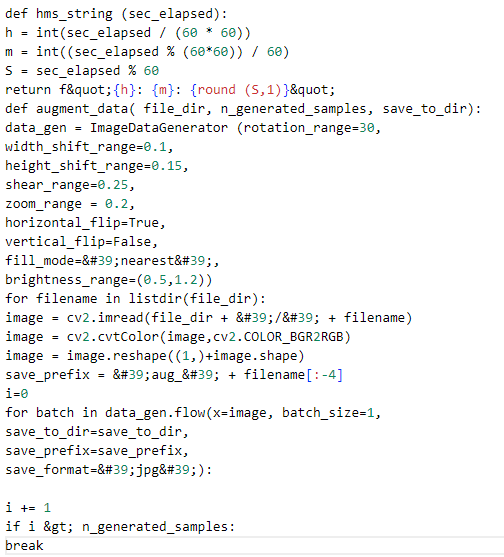 def hms_string (sec_elapsed):
h = int(sec_elapsed / (60 * 60))
m = int((sec_elapsed % (60*60)) / 60)
S = sec_elapsed % 60
return f&quot;{h}: {m}: {round (S,1)}&quot;
def augment_data( file_dir, n_generated_samples, save_to_dir):
data_gen = ImageDataGenerator (rotation_range=30,
width_shift_range=0.1,
height_shift_range=0.15,
shear_range=0.25,
zoom_range = 0.2,
horizontal_flip=True,
vertical_flip=False,
fill_mode=&#39;nearest&#39;,
brightness_range=(0.5,1.2))
for filename in listdir(file_dir):
image = cv2.imread(file_dir + &#39;/&#39; + filename)
image = cv2.cvtColor(image,cv2.COLOR_BGR2RGB)
image = image.reshape((1,)+image.shape)
save_prefix = &#39;aug_&#39; + filename[:-4]
i=0
for batch in data_gen.flow(x=image, batch_size=1,
save_to_dir=save_to_dir,
save_prefix=save_prefix,
save_format=&#39;jpg&#39;):
i += 1
if i &gt; n_generated_samples:
break